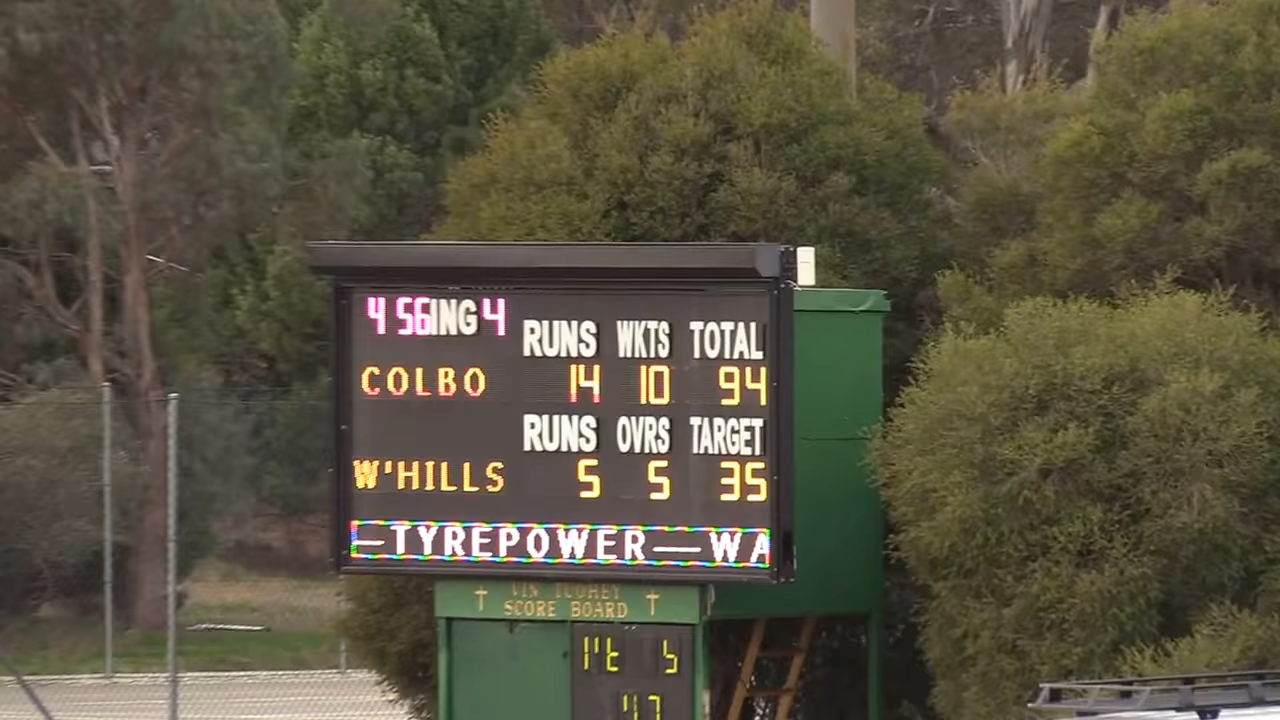 4 56ING 4
RUNS WKTS TOTAL
COLBO 14 10 94
RUNS OVRS TARGET
W'HILLS 5 5 35
—TYREPOWER—WA
SCORE BOARD